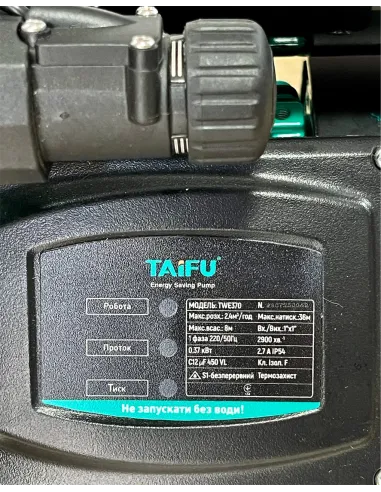 TAiFU®
Energy Saving Pump
Робота
Проток
Тиск
МОДЕЛЬ: TWE370 N.
Макс.розх.: 2.4м³/год Макс.натиск.:36м
Макс.всас.: 8м Вх./Вих.:1"х1"
1 фаза 220/50Гц 2900 хв.⁻¹
0.37 кВт 2.7 А IP54
C12 µF 450 VL Кл. Ізол. F
S1-безперервний Термозахист
Не запускати без води!